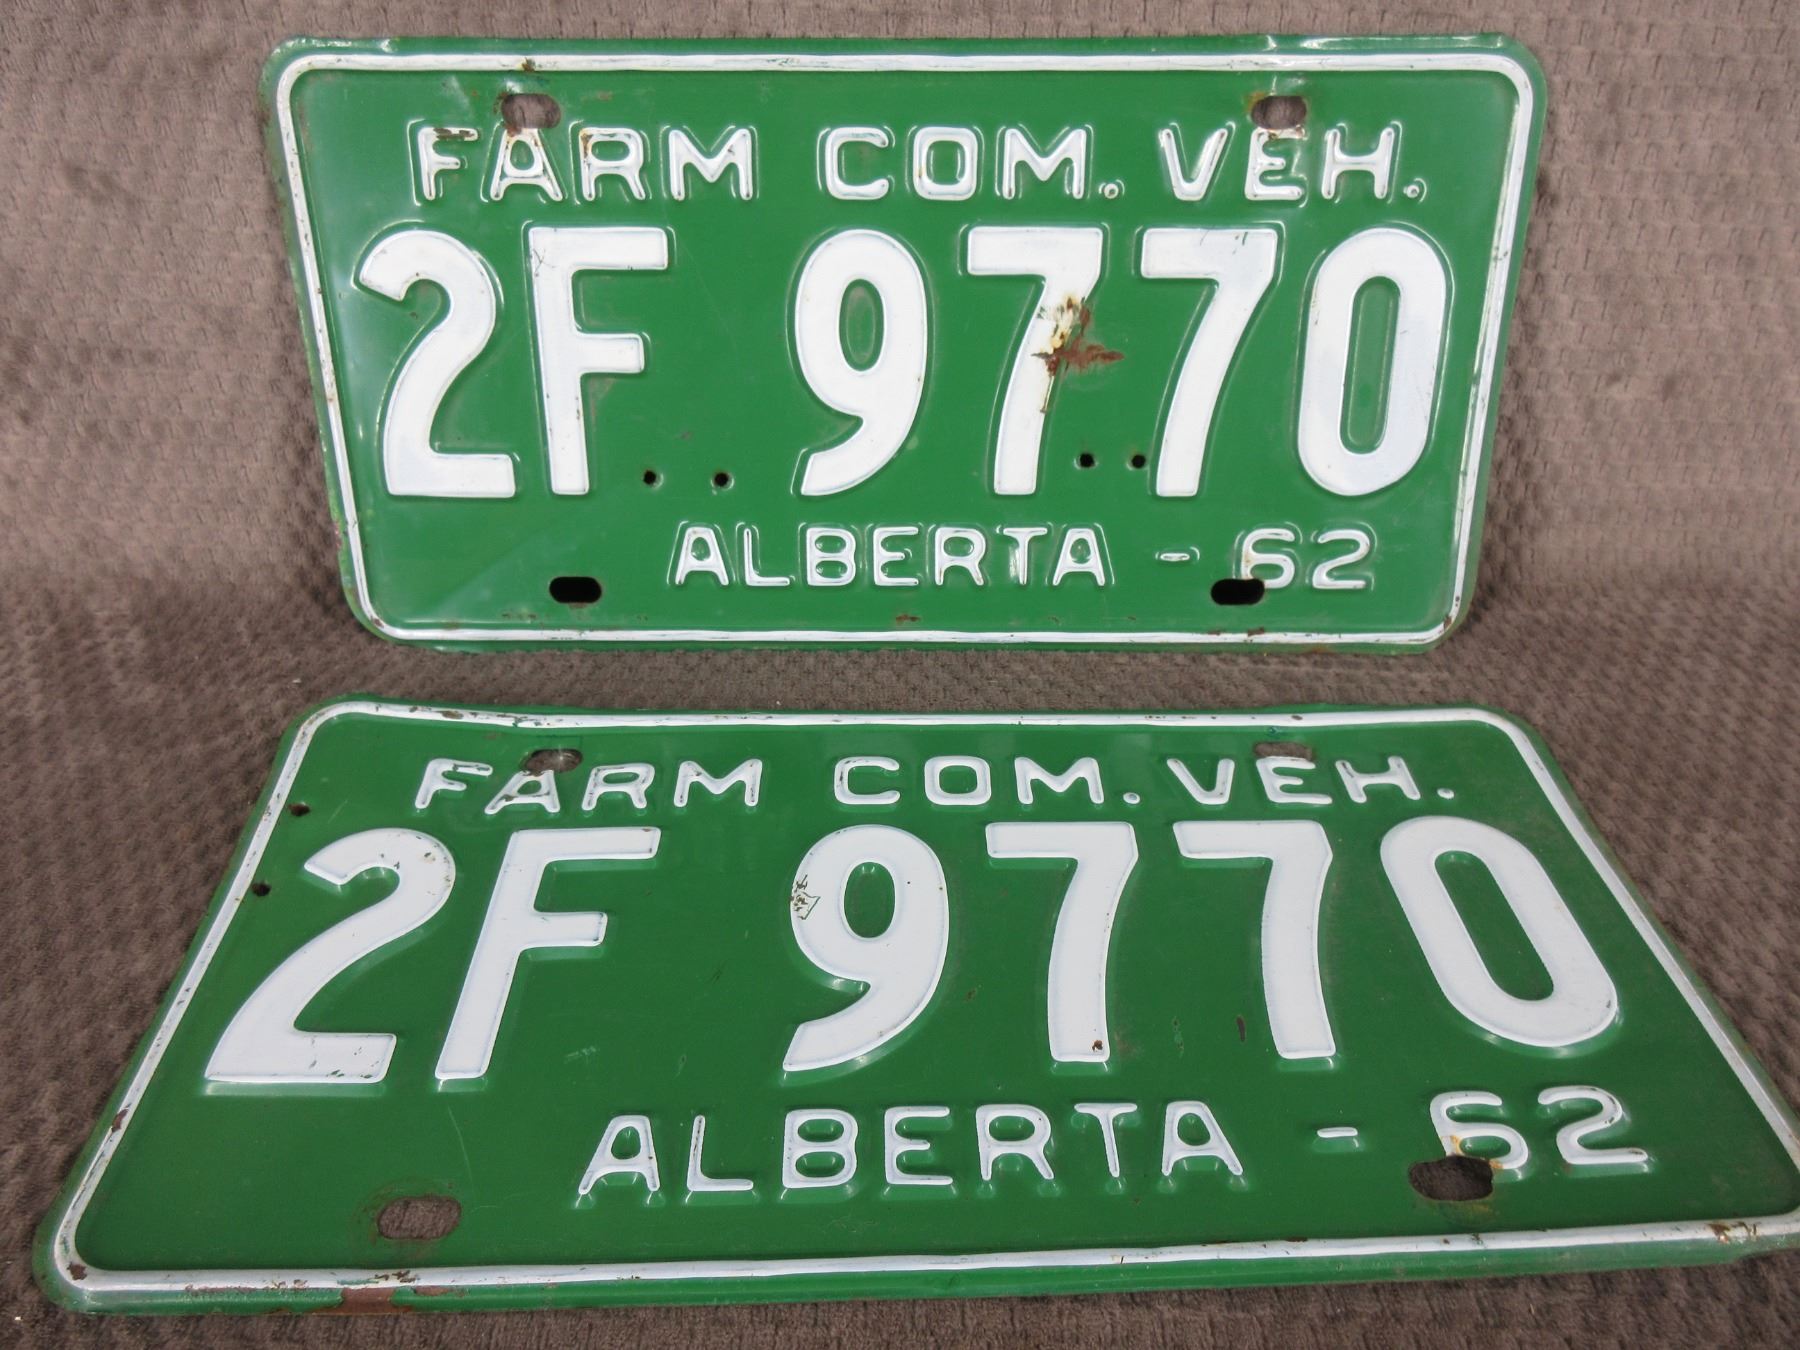 FARM COM. VEH.
2F 9770
ALBERTA - 62
FARM COM. VEH.
2F 9770
ALBERTA - 62